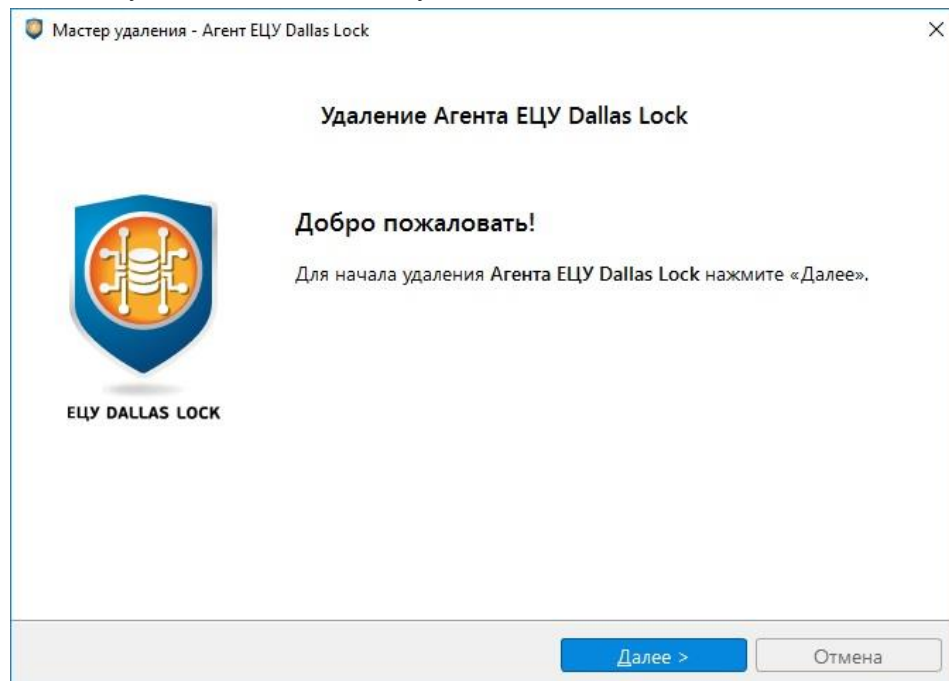 Мастер удаления - Агент ЕЦУ Dallas Lock
Удаление Агента ЕЦУ Dallas Lock
Добро пожаловать!
Для начала удаления Агента ЕЦУ Dallas Lock нажмите «Далее».
ЕЦУ DALLAS LOCK
Далее >
Отмена